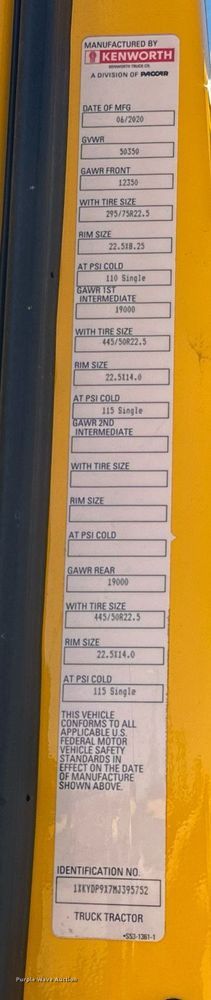 MANUFACTURED BY
KENWORTH
KENWORTH TRUCK CO.
A DIVISION OF PACCAR
DATE OF MFG
06/2020
GVWR
50350
GAWR FRONT
12350
WITH TIRE SIZE
295/75R22.5
RIM SIZE
22.5X8.25
AT PSI COLD
110 Single
GAWR 1ST
INTERMEDIATE
19000
WITH TIRE SIZE
445/50R22.5
RIM SIZE
22.5X14.0
AT PSI COLD
115 Single
GAWR 2ND
INTERMEDIATE
WITH TIRE SIZE
RIM SIZE
AT PSI COLD
GAWR REAR
19000
WITH TIRE SIZE
445/50R22.5
RIM SIZE
22.5X14.0
AT PSI COLD
115 Single
THIS VEHICLE
CONFORMS TO ALL
APPLICABLE U.S.
FEDERAL MOTOR
VEHICLE SAFETY
STANDARDS IN
EFFECT ON THE DATE
OF MANUFACTURE
SHOWN ABOVE.
IDENTIFICATION NO.
1XKYDP9X7MJ395752
TRUCK TRACTOR
•S53-1361-1
Purple Wave Auction